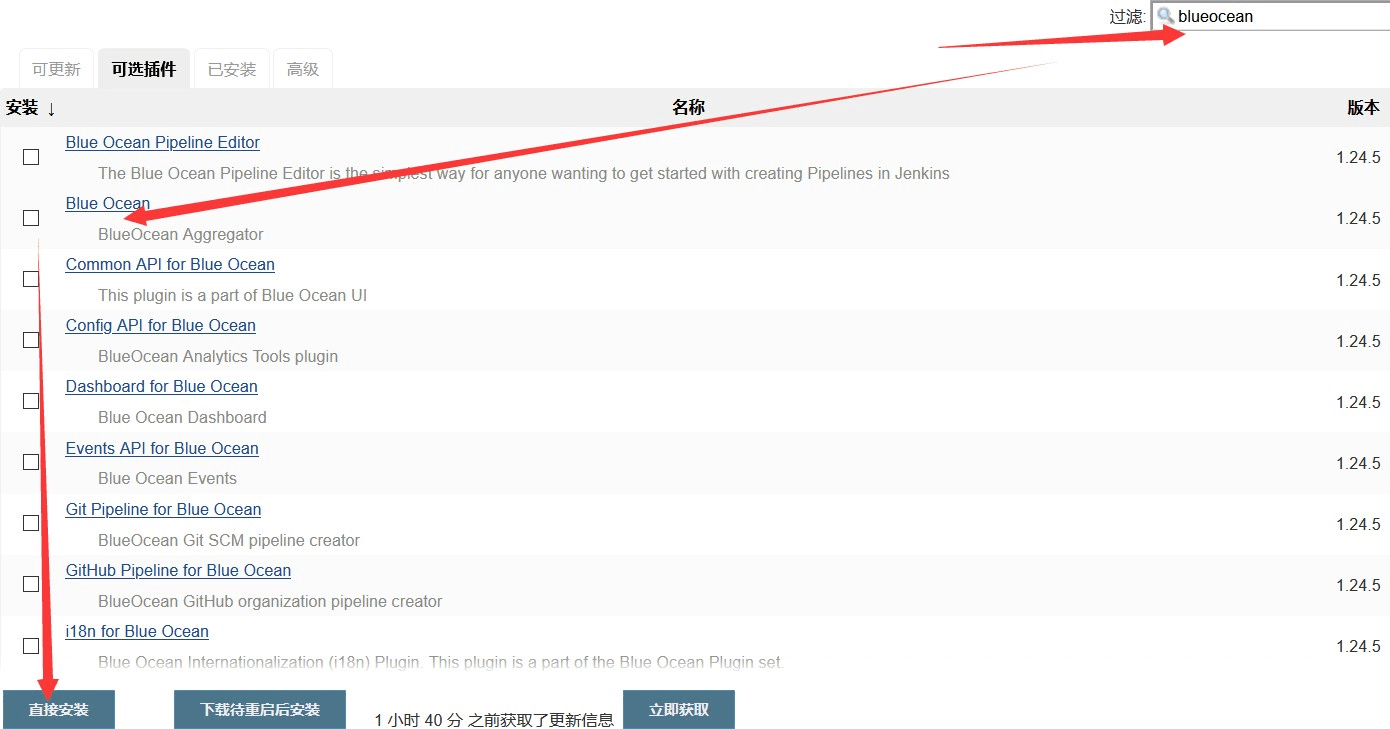 过滤: blueocean
可更新 可选插件 已安装 高级
安装 ↓ 名称 版本
Blue Ocean Pipeline Editor
The Blue Ocean Pipeline Editor is the simplest way for anyone wanting to get started with creating Pipelines in Jenkins
1.24.5
Blue Ocean
BlueOcean Aggregator
1.24.5
Common API for Blue Ocean
This plugin is a part of Blue Ocean UI
1.24.5
Config API for Blue Ocean
BlueOcean Analytics Tools plugin
1.24.5
Dashboard for Blue Ocean
Blue Ocean Dashboard
1.24.5
Events API for Blue Ocean
Blue Ocean Events
1.24.5
Git Pipeline for Blue Ocean
BlueOcean Git SCM pipeline creator
1.24.5
GitHub Pipeline for Blue Ocean
BlueOcean GitHub organization pipeline creator
1.24.5
i18n for Blue Ocean
Blue Ocean Internationalization (i18n) Plugin. This plugin is a part of the Blue Ocean Plugin set.
1.24.5
直接安装 下载待重启后安装 1 小时 40 分 之前获取了更新信息 立即获取